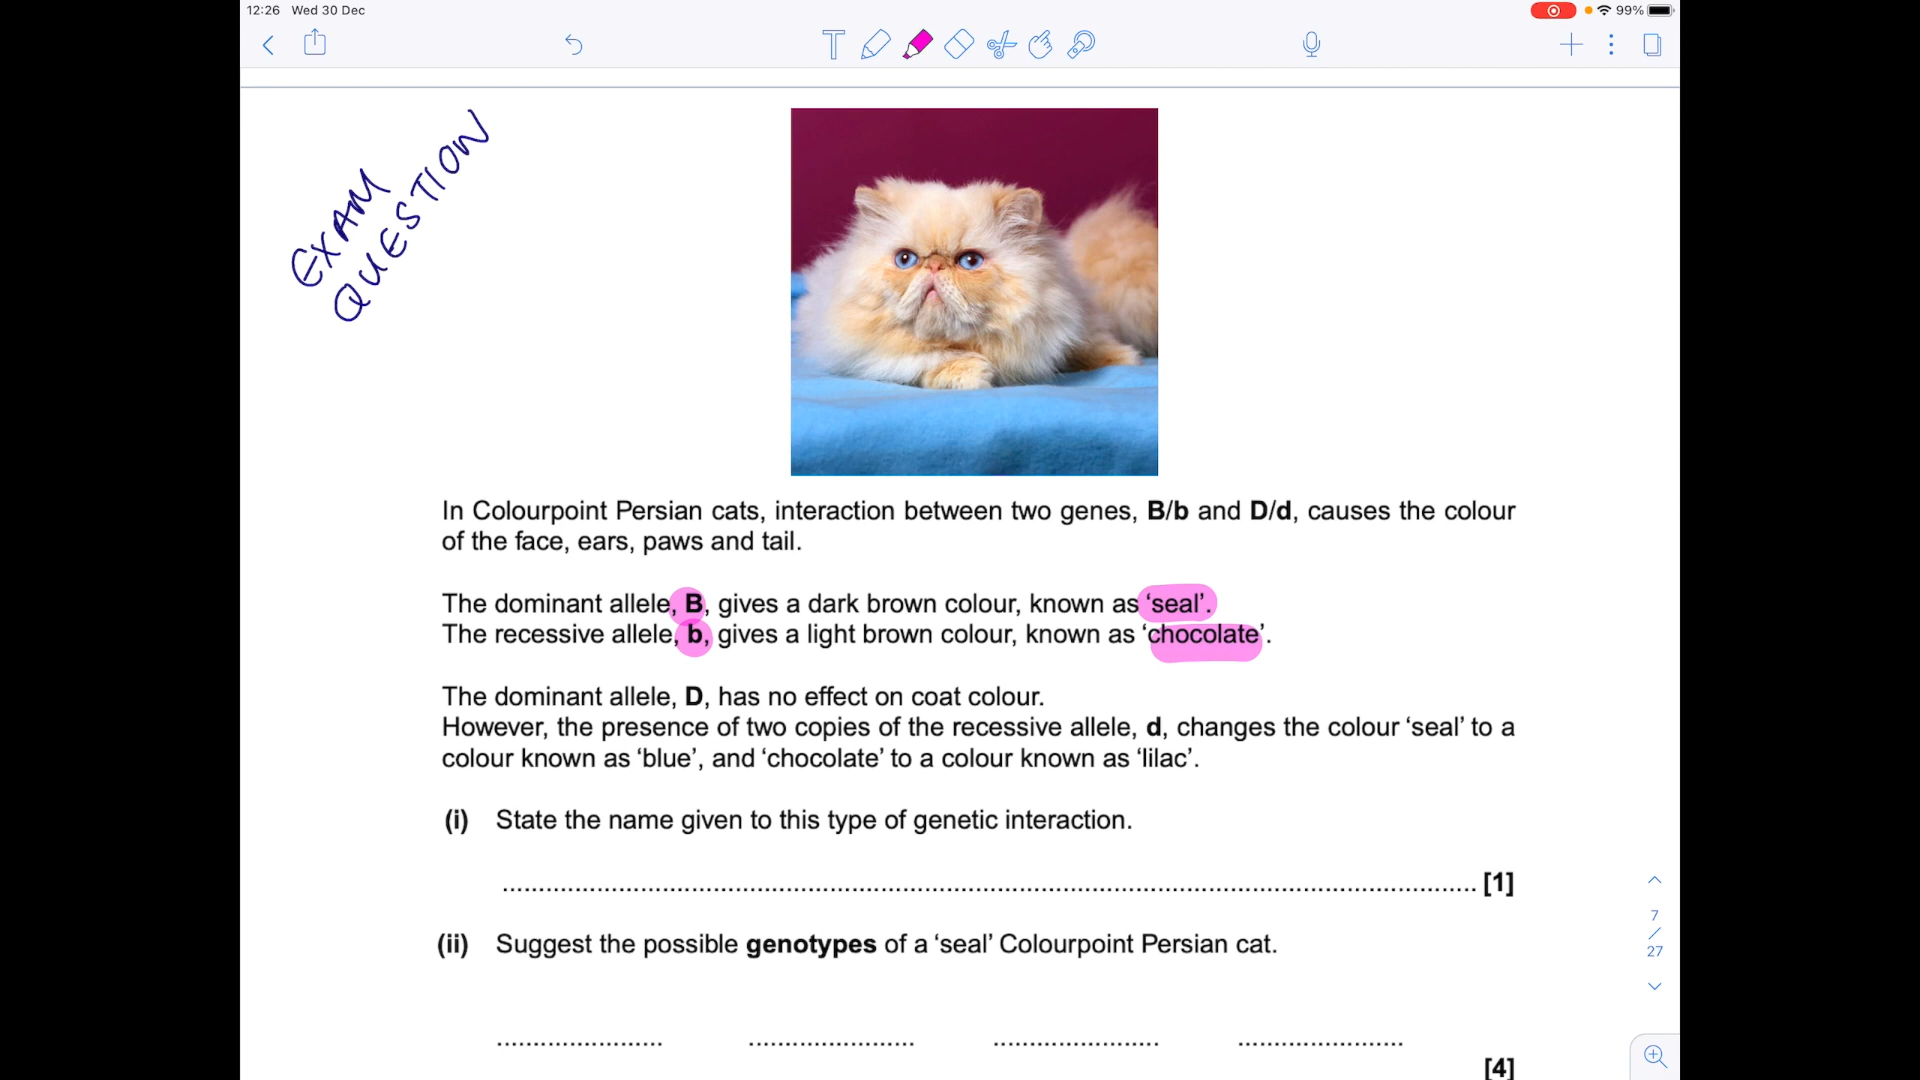 12:26 Wed 30 Dec
99%
T
EXAM
QUESTION
In Colourpoint Persian cats, interaction between two genes, B/b and D/d, causes the colour
of the face, ears, paws and tail.
The dominant allele, B, gives a dark brown colour, known as ‘seal’.
The recessive allele, b, gives a light brown colour, known as ‘chocolate’.
The dominant allele, D, has no effect on coat colour.
However, the presence of two copies of the recessive allele, d, changes the colour ‘seal’ to a
colour known as ‘blue’, and ‘chocolate’ to a colour known as ‘lilac’.
(i) State the name given to this type of genetic interaction.
[1]
(ii) Suggest the possible genotypes of a ‘seal’ Colourpoint Persian cat.
[4]
7
/
27